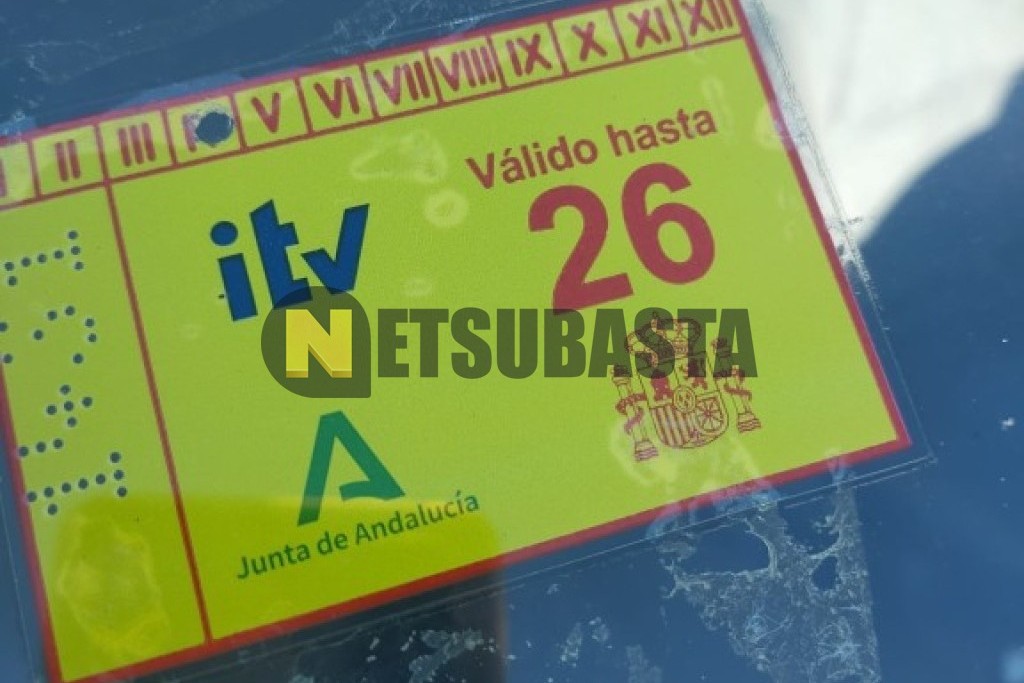 I II III V VI VII VIII IX X XI XII
Válido hasta
26
itv
NETSUBASTA
Junta de Andalucía